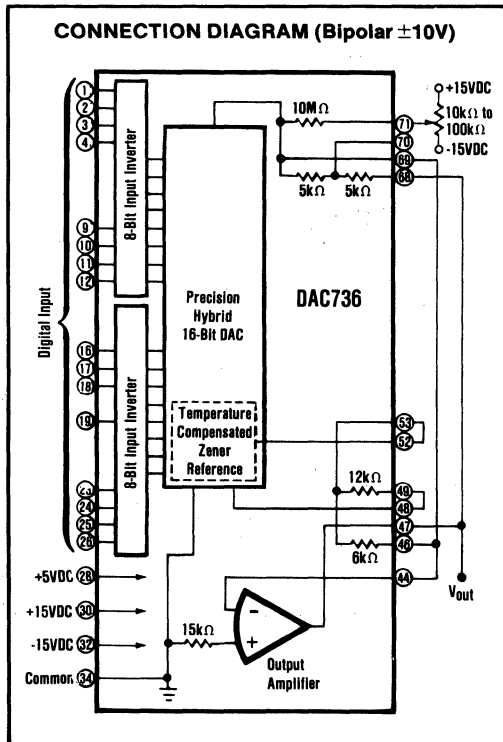 CONNECTION DIAGRAM (Bipolar ±10V)
Digital Input
1
2
3
4
9
10
11
12
16
17
18
19
23
24
25
26
+5VDC 28
+15VDC 30
-15VDC 32
Common 34
8-Bit Input Inverter
8-Bit Input Inverter
Precision
Hybrid
16-Bit DAC
Temperature
Compensated
Zener
Reference
10MΩ
5kΩ
5kΩ
DAC736
12kΩ
6kΩ
15kΩ
-
+
Output
Amplifier
71
70
69
68
53
52
49
48
47
46
44
+15VDC
10kΩ to
100kΩ
-15VDC
Vout